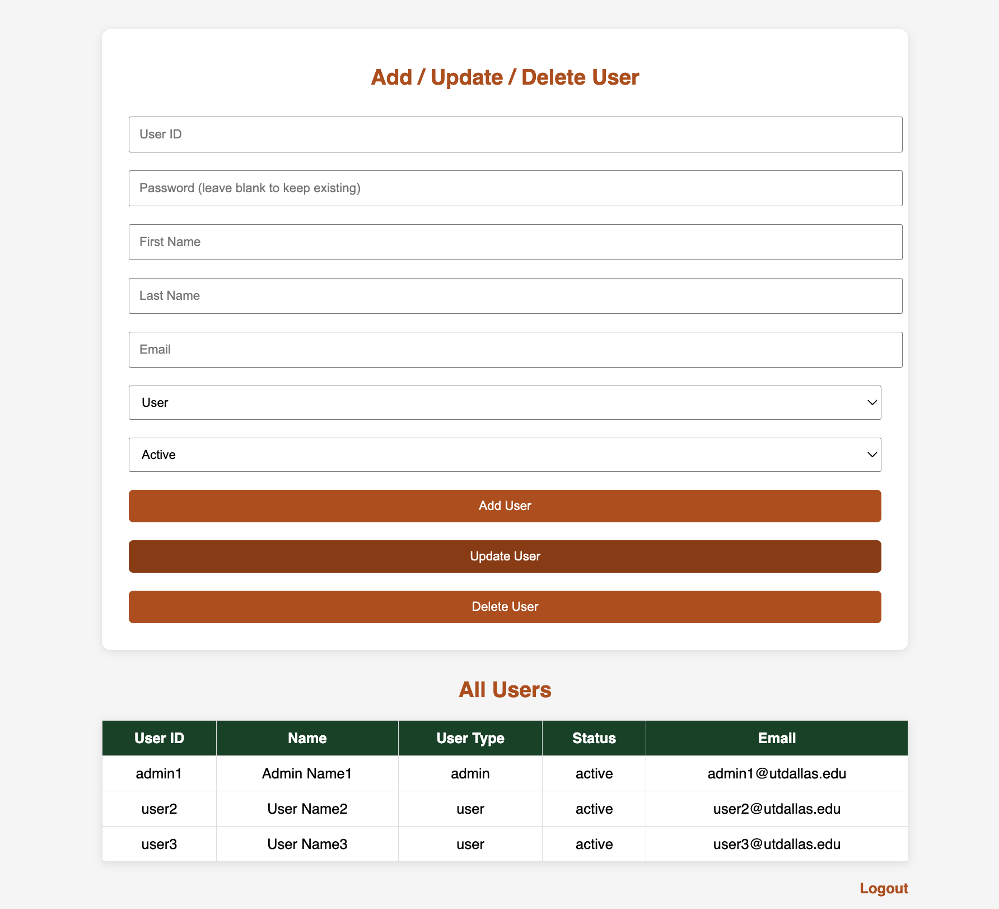 Add / Update / Delete User
User ID
Password (leave blank to keep existing)
First Name
Last Name
Email
User
Active
Add User
Update User
Delete User
All Users
User ID Name User Type Status Email
admin1 Admin Name1 admin active admin1@utdallas.edu
user2 User Name2 user active user2@utdallas.edu
user3 User Name3 user active user3@utdallas.edu
Logout